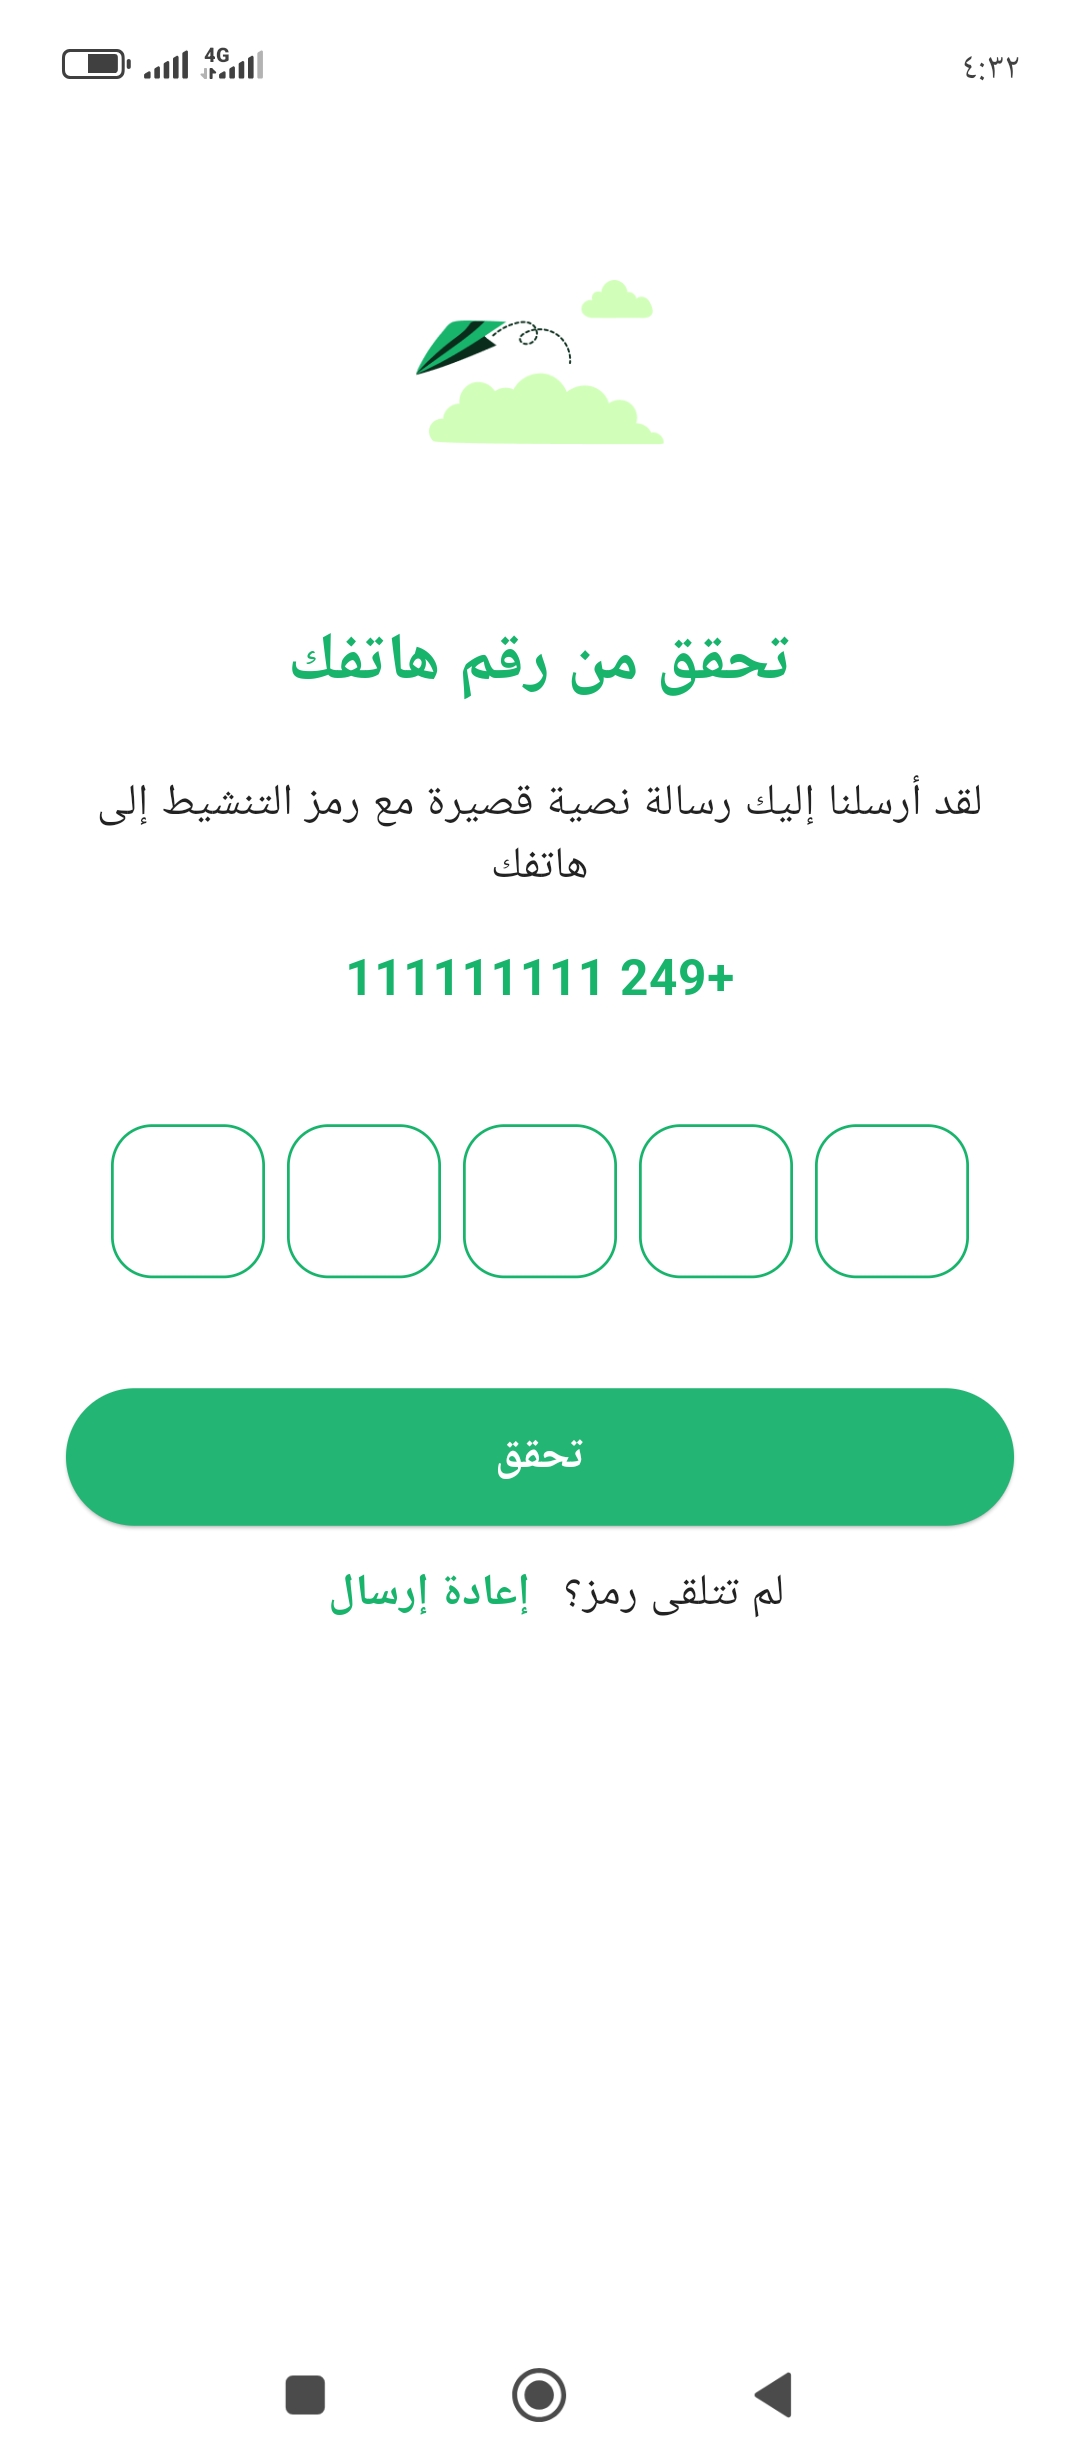 ٤:٣٢
4G
تحقق من رقم هاتفك
لقد أرسلنا إليك رسالة نصية قصيرة مع رمز التنشيط إلى
هاتفك
111111111 249+
تحقق
لم تتلقى رمز؟ إعادة إرسال